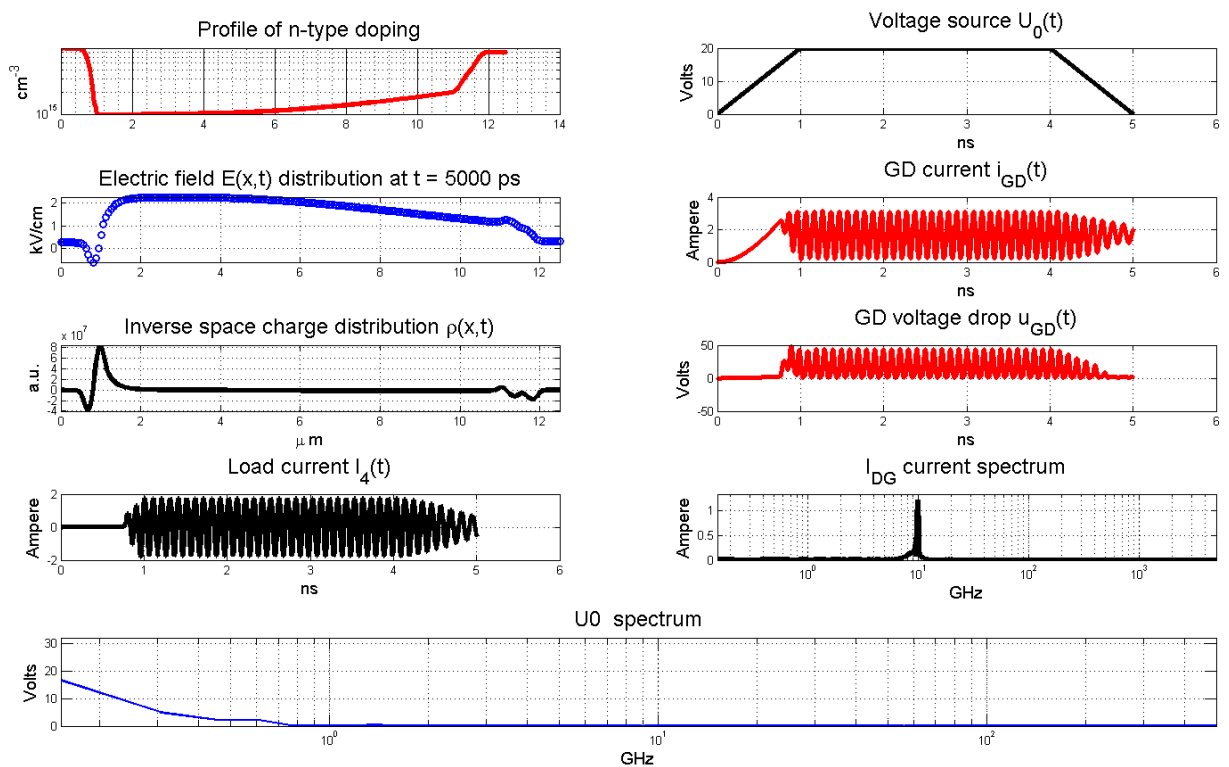 Profile of n-type doping
cm-3
10^15
0 2 4 6 8 10 12 14
Voltage source U_0(t)
Volts
20
10
0
0 1 2 3 4 5 6
ns
Electric field E(x,t) distribution at t = 5000 ps
kV/cm
2
1
0
0 2 4 6 8 10 12
GD current i_GD(t)
Ampere
4
2
0
0 1 2 3 4 5 6
ns
Inverse space charge distribution ρ(x,t)
x 10^7
a.u.
8
6
4
2
0
-2
-4
0 2 4 6 8 10 12
μ m
GD voltage drop u_GD(t)
Volts
50
0
-50
0 1 2 3 4 5 6
ns
Load current I_4(t)
Ampere
2
0
-2
0 1 2 3 4 5 6
ns
I_DG current spectrum
Ampere
1
0.5
0
10^0 10^1 10^2 10^3
GHz
U0 spectrum
Volts
30
20
10
0
10^0 10^1 10^2
GHz